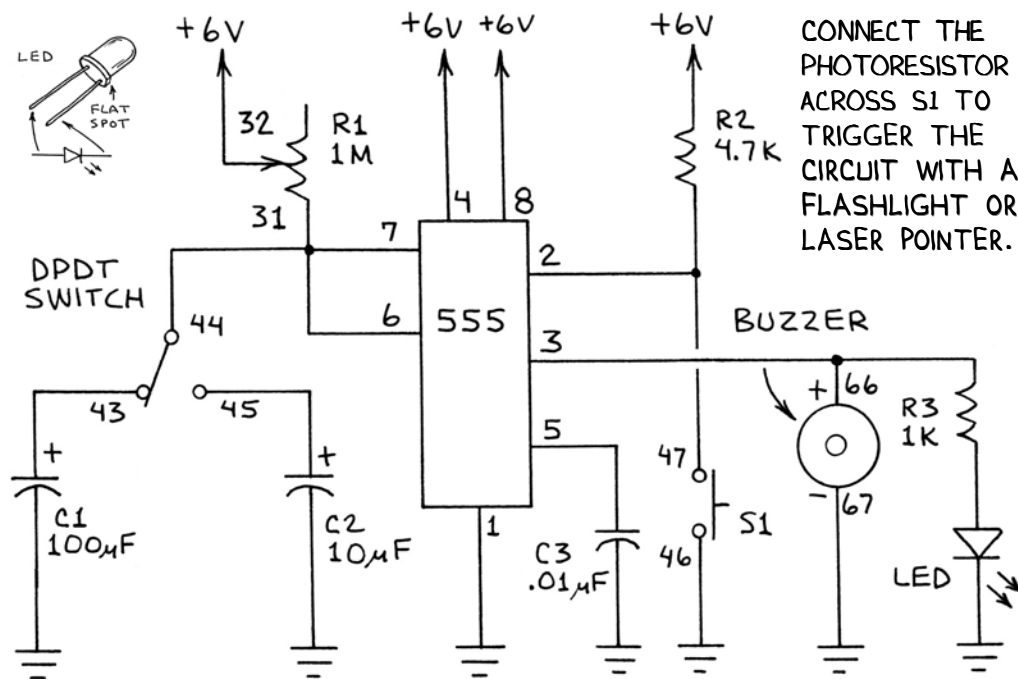 LED
FLAT
SPOT
+6V
+6V +6V
+6V
CONNECT THE
PHOTORESISTOR
ACROSS S1 TO
TRIGGER THE
CIRCUIT WITH A
FLASHLIGHT OR
LASER POINTER.
32
R1
1M
31
R2
4.7K
4
8
7
2
6
555
3
5
1
DPDT
SWITCH
44
43
45
+
C1
100µF
+
C2
10µF
C3
.01µF
47
46
S1
BUZZER
+
66
-
67
R3
1K
LED